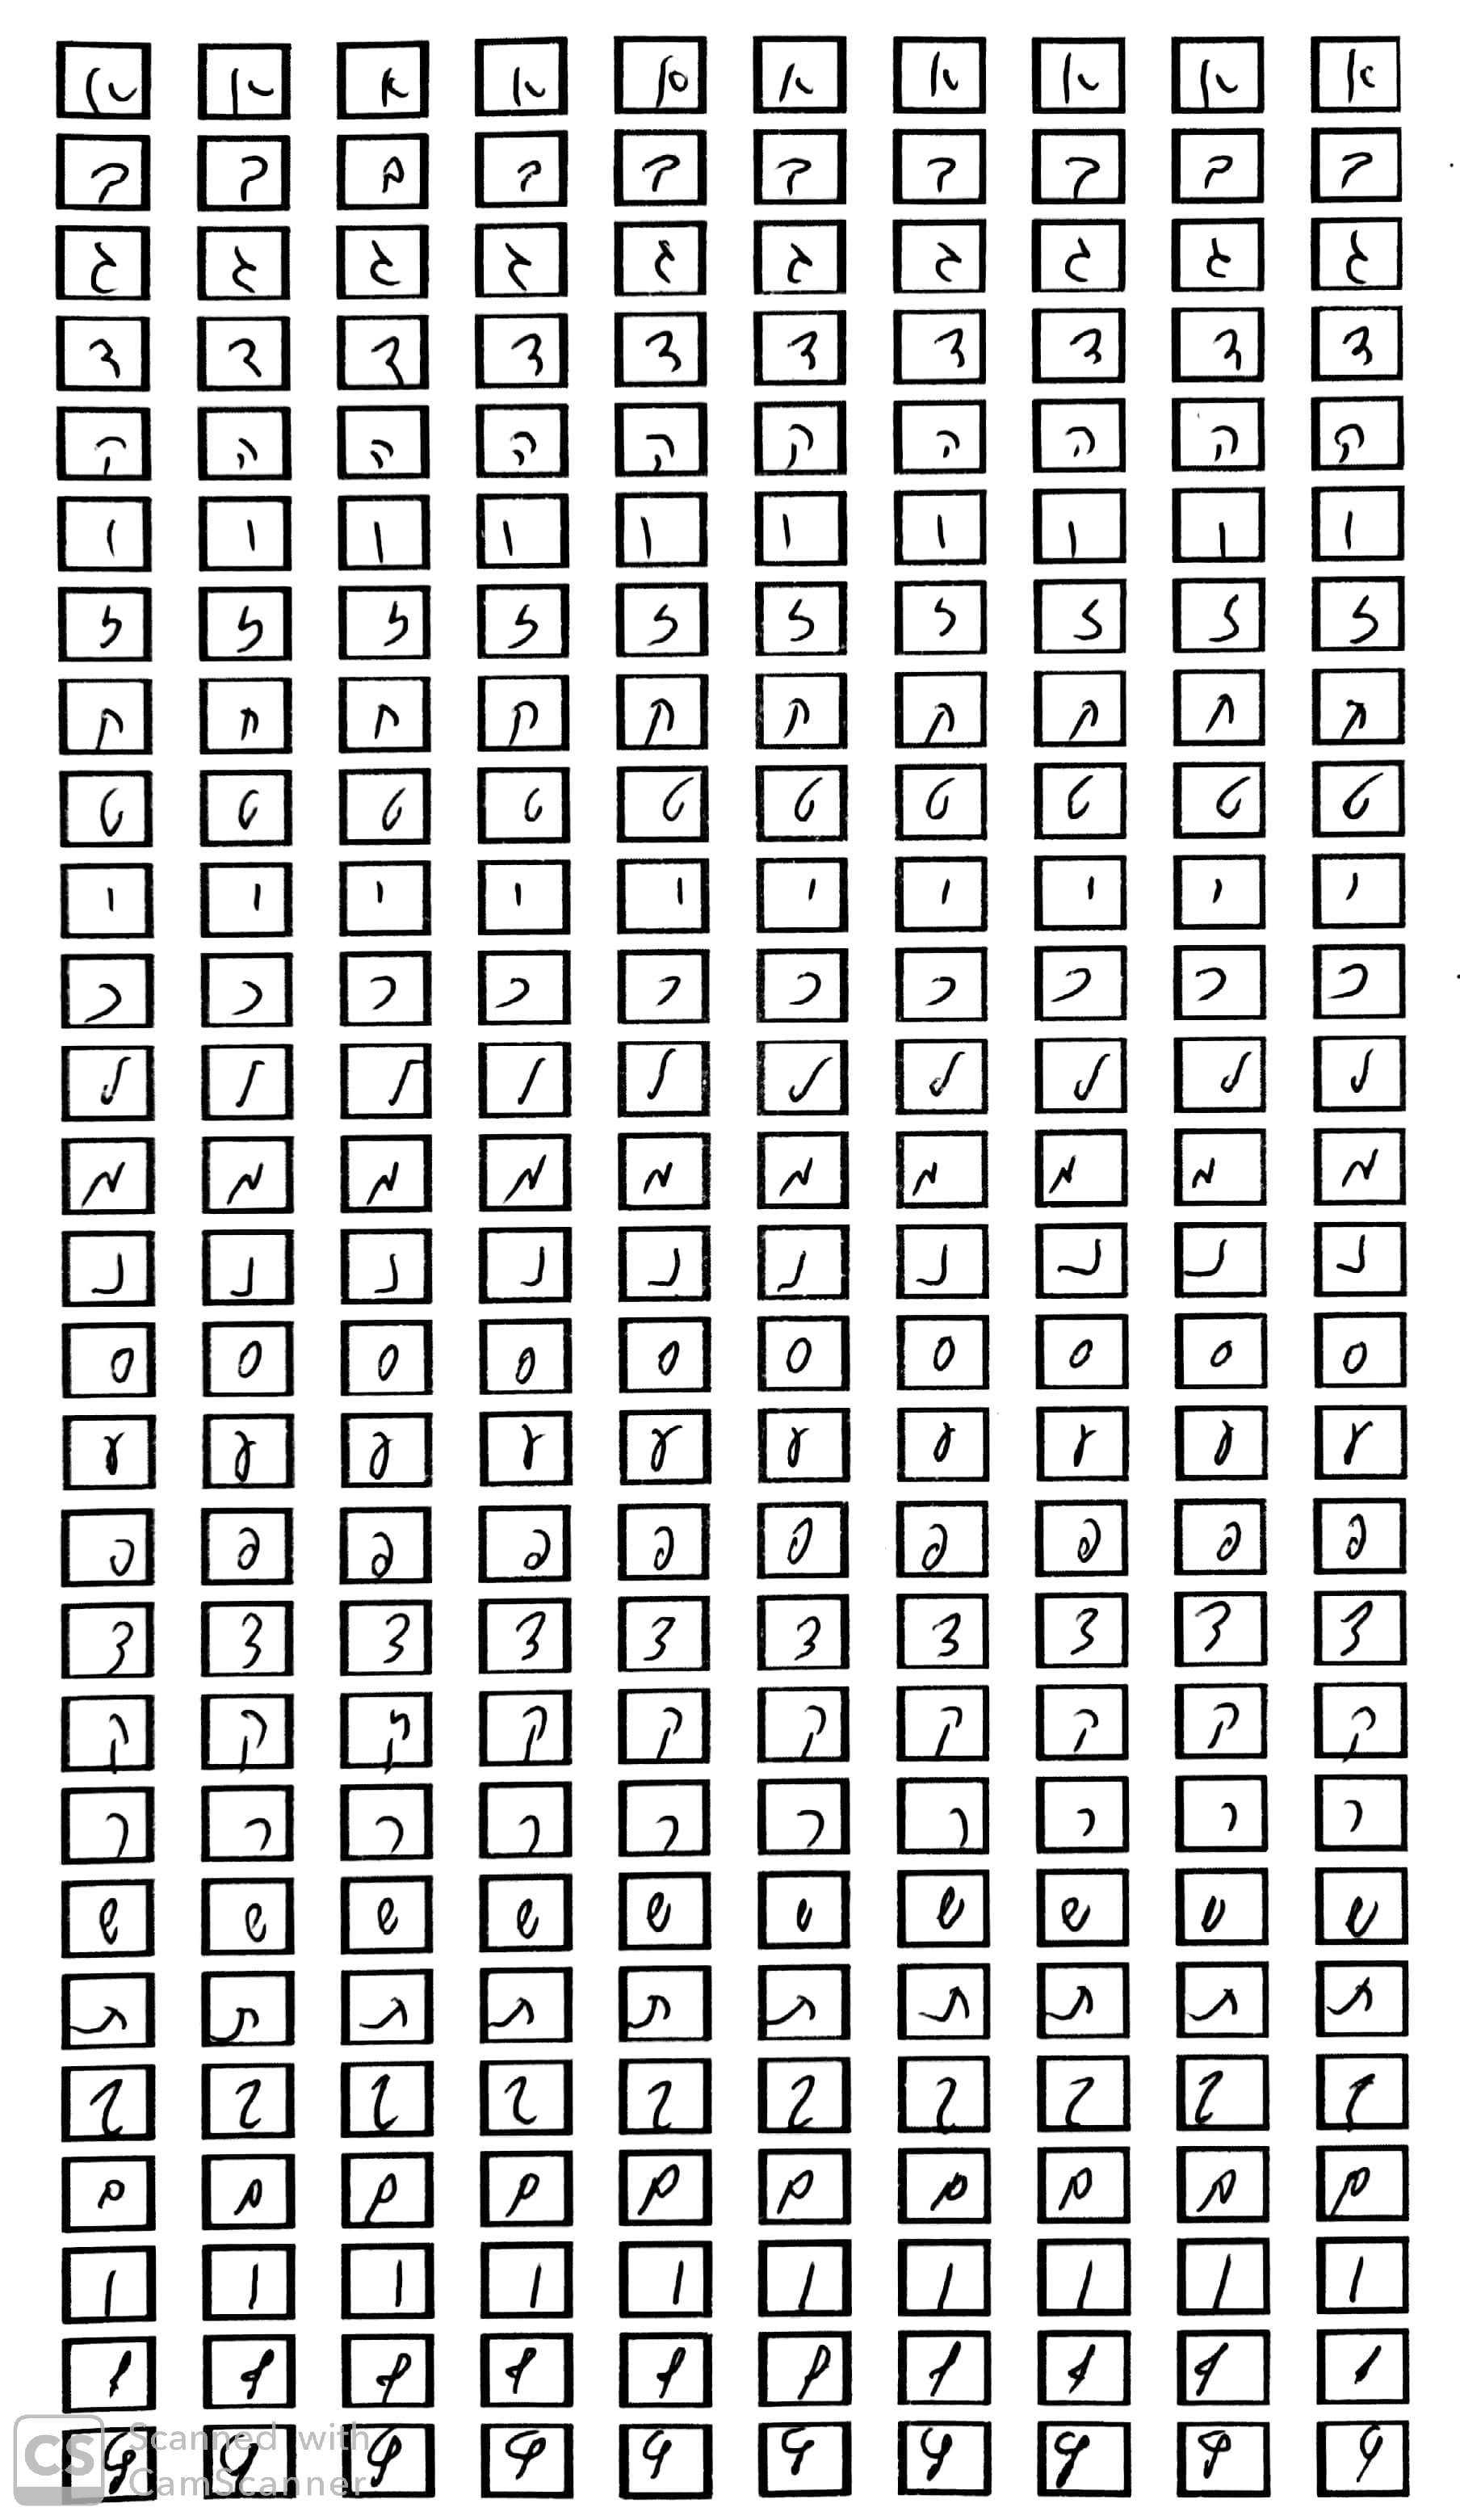 א א א א א א א א א א
ב ב ב ב ב ב ב ב ב ב
ג ג ג ג ג ג ג ג ג ג
ד ד ד ד ד ד ד ד ד ד
ה ה ה ה ה ה ה ה ה ה
ו ו ו ו ו ו ו ו ו ו
ז ז ז ז ז ז ז ז ז ז
ח ח ח ח ח ח ח ח ח ח
ט ט ט ט ט ט ט ט ט ט
י י י י י י י י י י
כ כ כ כ כ כ כ כ כ כ
ל ל ל ל ל ל ל ל ל ל
מ מ מ מ מ מ מ מ מ מ
נ נ נ נ נ נ נ נ נ נ
ס ס ס ס ס ס ס ס ס ס
ע ע ע ע ע ע ע ע ע ע
פ פ פ פ פ פ פ פ פ פ
צ צ צ צ צ צ צ צ צ צ
ק ק ק ק ק ק ק ק ק ק
ר ר ר ר ר ר ר ר ר ר
ש ש ש ש ש ש ש ש ש ש
ת ת ת ת ת ת ת ת ת ת
ך ך ך ך ך ך ך ך ך ך
ם ם ם ם ם ם ם ם ם ם
ן ן ן ן ן ן ן ן ן ן
ף ף ף ף ף ף ף ף ף ף
ץ ץ ץ ץ ץ ץ ץ ץ ץ ץ
CS Scanned with
CamScanner